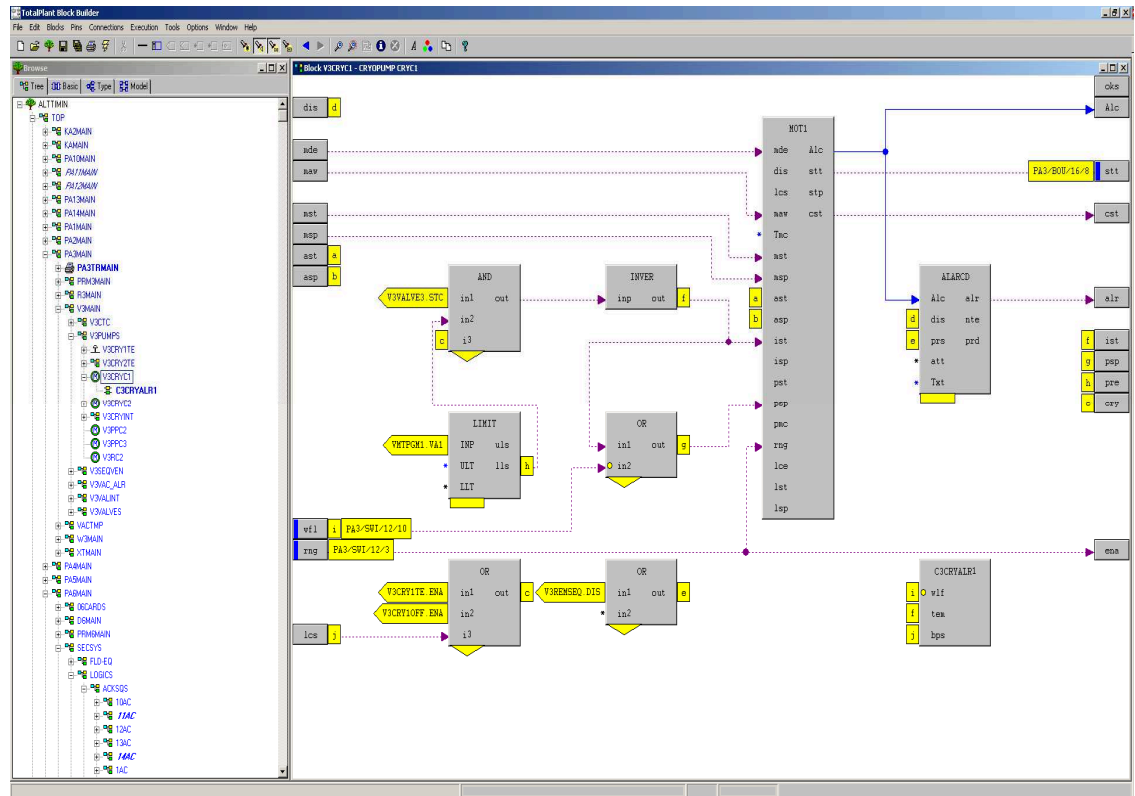 TotalPlant Block Builder
File Edit Blocks Pins Connections Execution Tools Options Window Help
Browse
Tree Basic Type Model
ALTTIMIN
TOP
KA2MAIN
KAMAIN
PA10MAIN
PA11MAIN
PA12MAIN
PA13MAIN
PA14MAIN
PA1MAIN
PA2MAIN
PA3MAIN
PA3TRMAIN
PRM3MAIN
R3MAIN
V3MAIN
V3CTC
V3PUMPS
V3CRY1TE
V3CRY2TE
V3CRYC1
C3CRYALR1
V3CRYC2
V3CRYINT
V3PPC2
V3PPC3
V3RC2
V3SEQVEN
V3VAC_ALR
V3VALINT
V3VALVES
VACTMP
W3MAIN
XTMAIN
PA4MAIN
PA5MAIN
PA6MAIN
06CARDS
D6MAIN
PRM6MAIN
SECSYS
FLD-EQ
LOGICS
ACKSQS
10AC
11AC
12AC
13AC
14AC
1AC
Block V3CRYC1 - CRYOPUMP CRYC1
dis d
mde
maw
mst
msp
ast a
asp b
wfl i PA3/SWI/12/10
rng PA3/SWI/12/3
lcs j
AND
V3VALVE3.STC in1 out
in2
c i3
INVER
inp out f
LIMIT
VMTPGM1.VA1 INP uls
* ULT lls h
* LLT
OR
in1 out g
in2
OR
V3CRY1TE.ENA in1 out c
V3CRY1OFF.ENA in2
i3
OR
V3REMSEQ.DIS in1 out e
* in2
MOT1
mde Alc
dis stt
lcs stp
maw cst
* Tmc
mst
msp
a ast
b asp
ist
isp
pst
psp
pmc
rng
lce
lst
lsp
ALARCD
Alc alr
d dis nte
e prs prd
* att
* Txt
C3CRYALR1
i wlf
f tem
j bps
oks
Alc
PA3/BOU/16/8 stt
cst
alr
f ist
g psp
h pre
c cry
ena